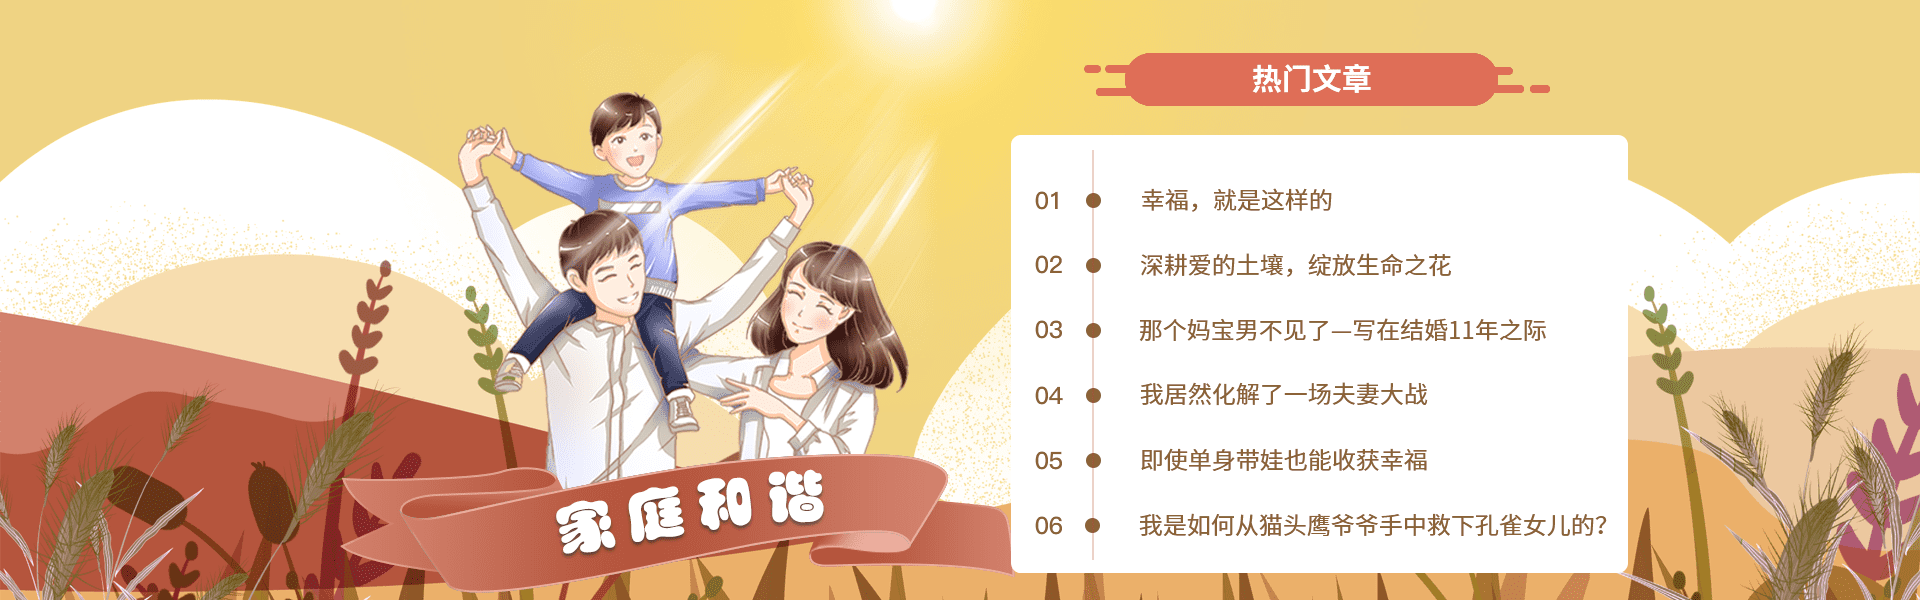 热门文章
01 幸福，就是这样的
02 深耕爱的土壤，绽放生命之花
03 那个妈宝男不见了—写在结婚11年之际
04 我居然化解了一场夫妻大战
05 即使单身带娃也能收获幸福
06 我是如何从猫头鹰爷爷手中救下孔雀女儿的？
家庭和谐